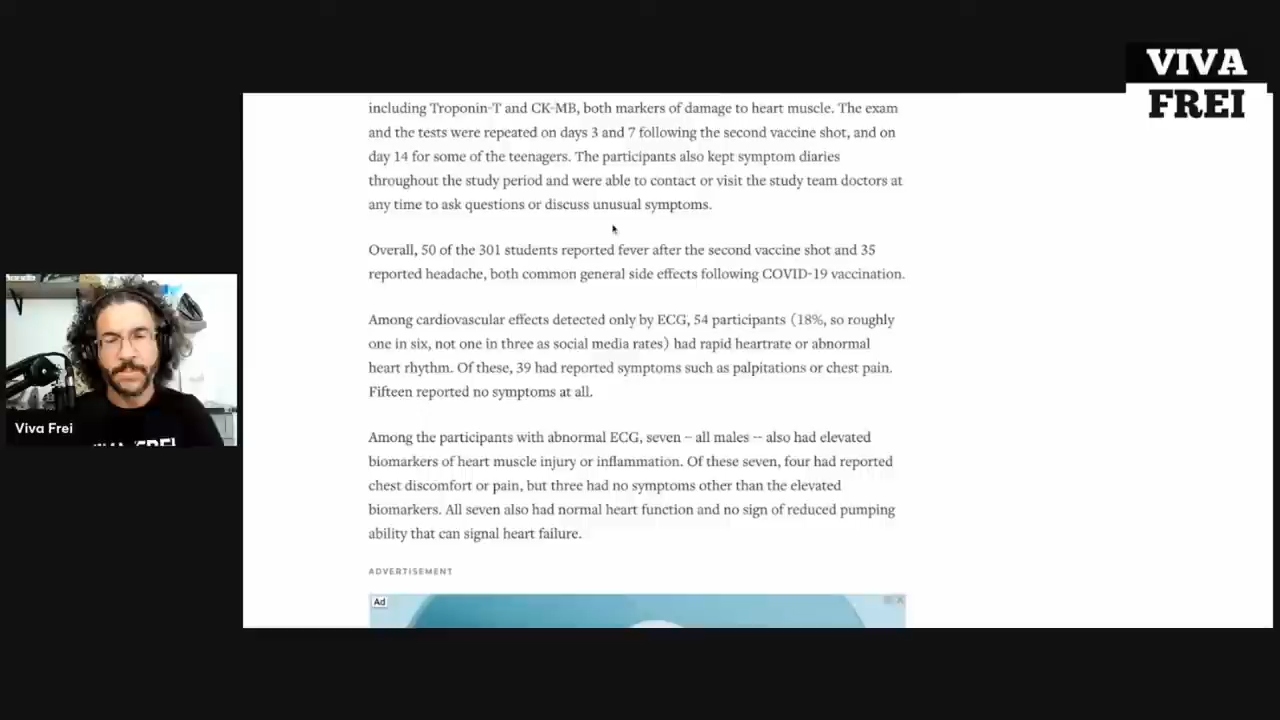 VIVA
FREI
including Troponin-T and CK-MB, both markers of damage to heart muscle. The exam
and the tests were repeated on days 3 and 7 following the second vaccine shot, and on
day 14 for some of the teenagers. The participants also kept symptom diaries
throughout the study period and were able to contact or visit the study team doctors at
any time to ask questions or discuss unusual symptoms.
Overall, 50 of the 301 students reported fever after the second vaccine shot and 35
reported headache, both common general side effects following COVID-19 vaccination.
Among cardiovascular effects detected only by ECG, 54 participants (18%, so roughly
one in six, not one in three as social media rates) had rapid heartrate or abnormal
heart rhythm. Of these, 39 had reported symptoms such as palpitations or chest pain.
Fifteen reported no symptoms at all.
Among the participants with abnormal ECG, seven – all males -- also had elevated
biomarkers of heart muscle injury or inflammation. Of these seven, four had reported
chest discomfort or pain, but three had no symptoms other than the elevated
biomarkers. All seven also had normal heart function and no sign of reduced pumping
ability that can signal heart failure.
ADVERTISEMENT
Ad
Viva Frei